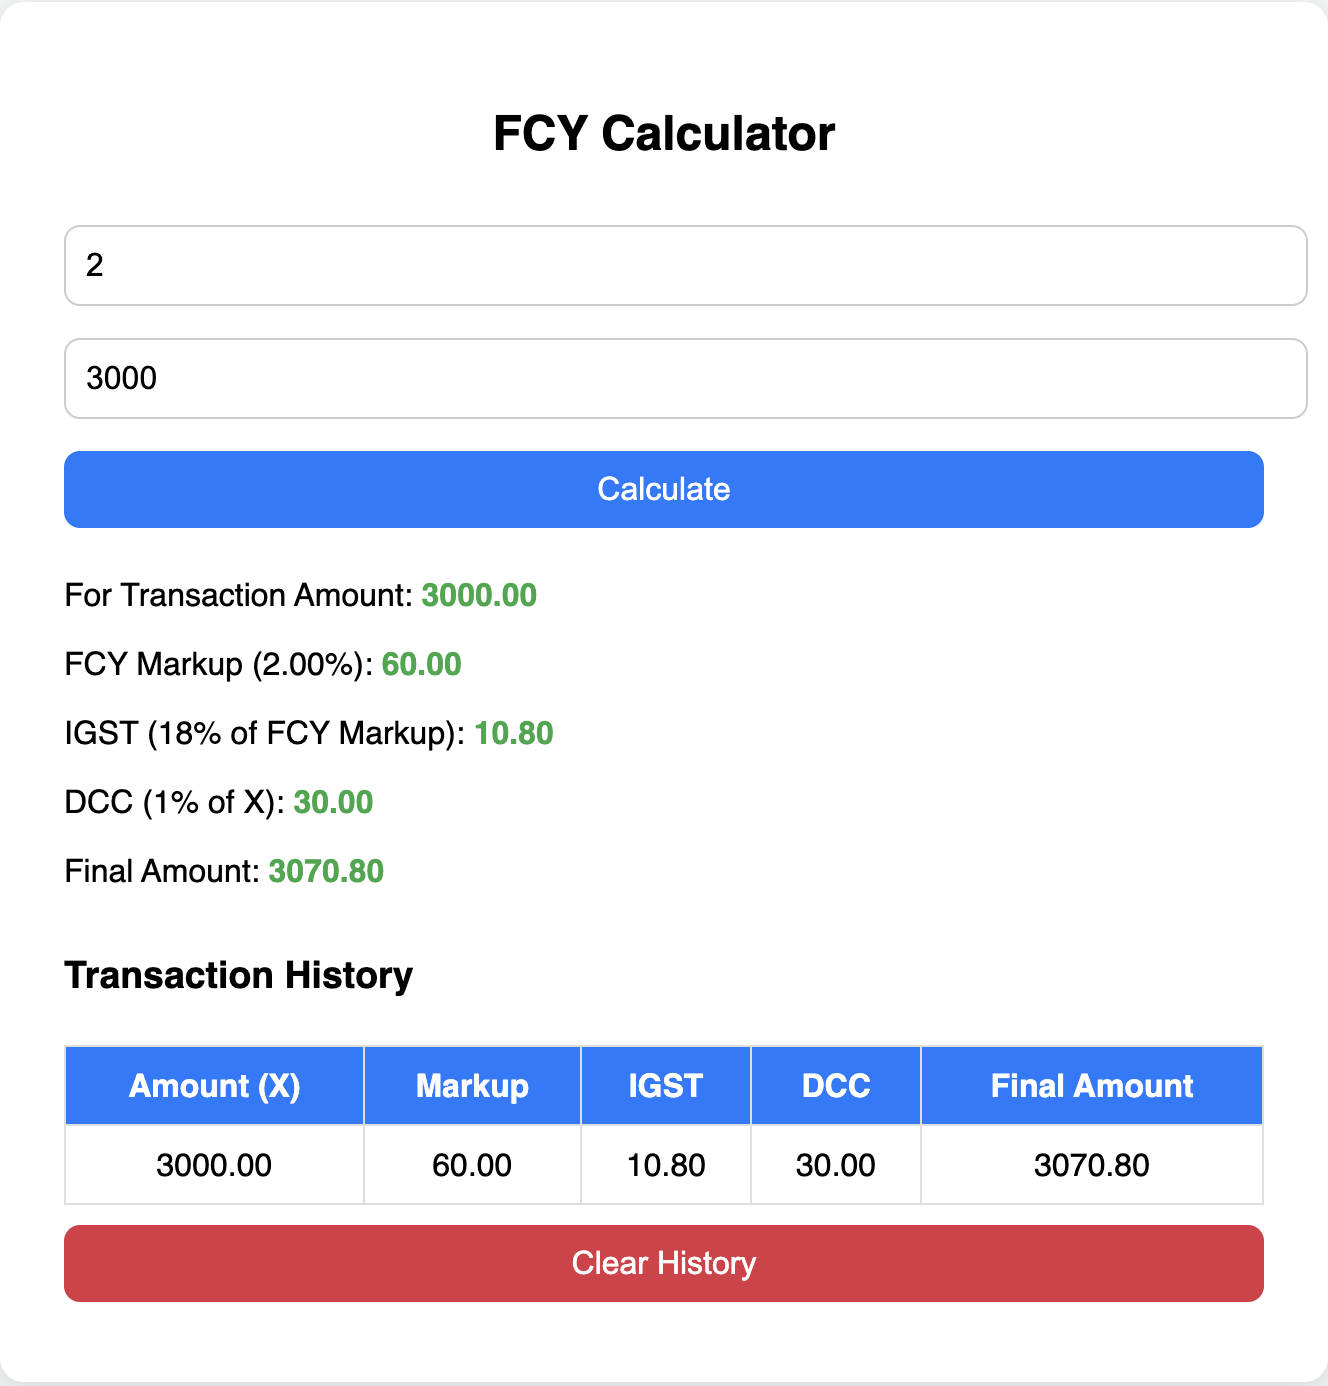 FCY Calculator
2
3000
Calculate
For Transaction Amount: 3000.00
FCY Markup (2.00%): 60.00
IGST (18% of FCY Markup): 10.80
DCC (1% of X): 30.00
Final Amount: 3070.80
Transaction History
Amount (X) Markup IGST DCC Final Amount
3000.00 60.00 10.80 30.00 3070.80
Clear History